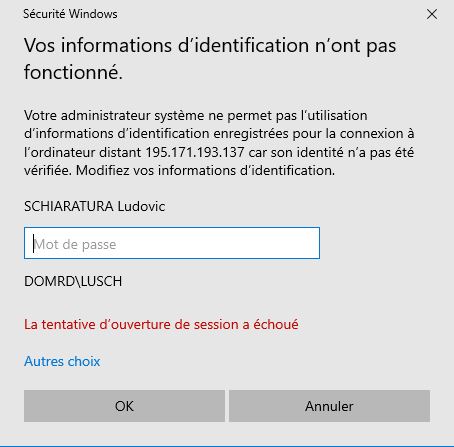 Sécurité Windows
Vos informations d’identification n’ont pas
fonctionné.
Votre administrateur système ne permet pas l’utilisation
d’informations d’identification enregistrées pour la connexion à
l’ordinateur distant 195.171.193.137 car son identité n’a pas été
vérifiée. Modifiez vos informations d’identification.
SCHIARATURA Ludovic
Mot de passe
DOMRD\LUSCH
La tentative d’ouverture de session a échoué
Autres choix
OK
Annuler